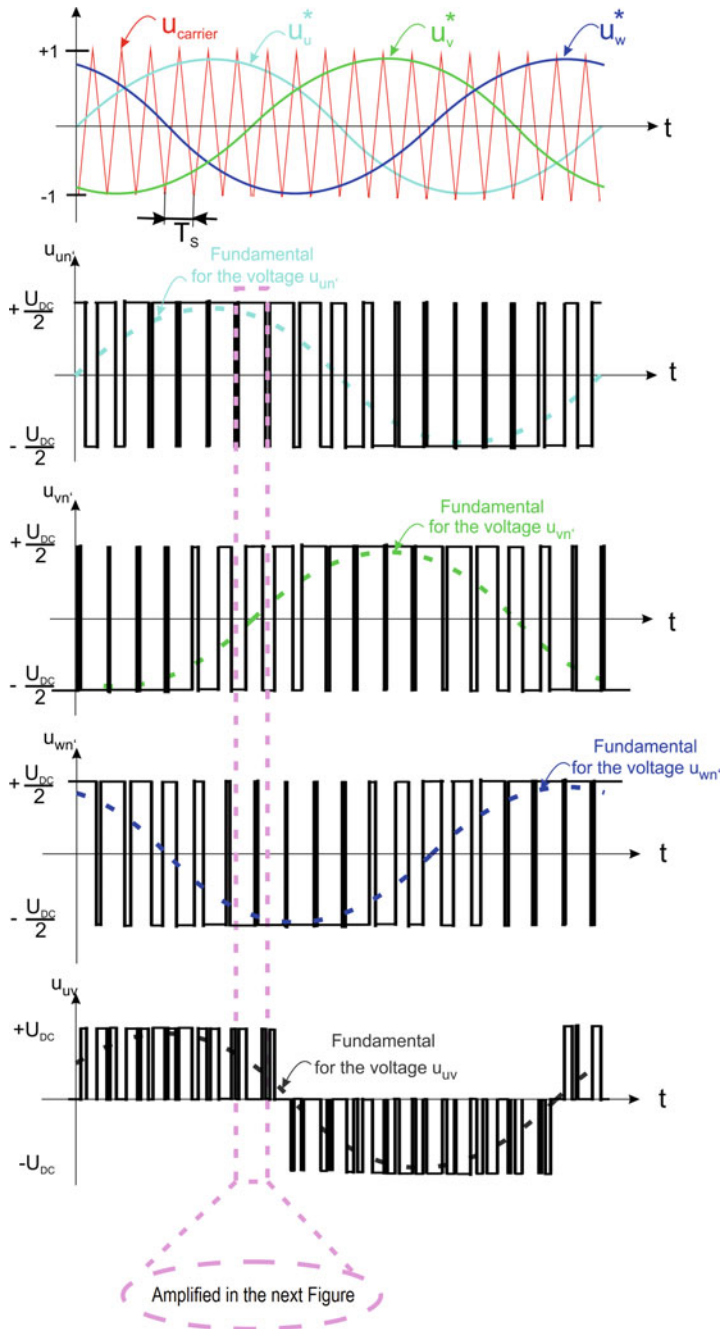 u_carrier
u_u^*
u_v^*
u_w^*
+1
t
-1
T_S
u_un'
Fundamental
for the voltage u_un'
+ U_DC/2
t
- U_DC/2
u_vn'
Fundamental
for the voltage u_vn'
+ U_DC/2
t
- U_DC/2
u_wn'
Fundamental
for the voltage u_wn'
+ U_DC/2
t
- U_DC/2
u_uv
+U_DC
Fundamental
for the voltage u_uv
t
-U_DC
Amplified in the next Figure